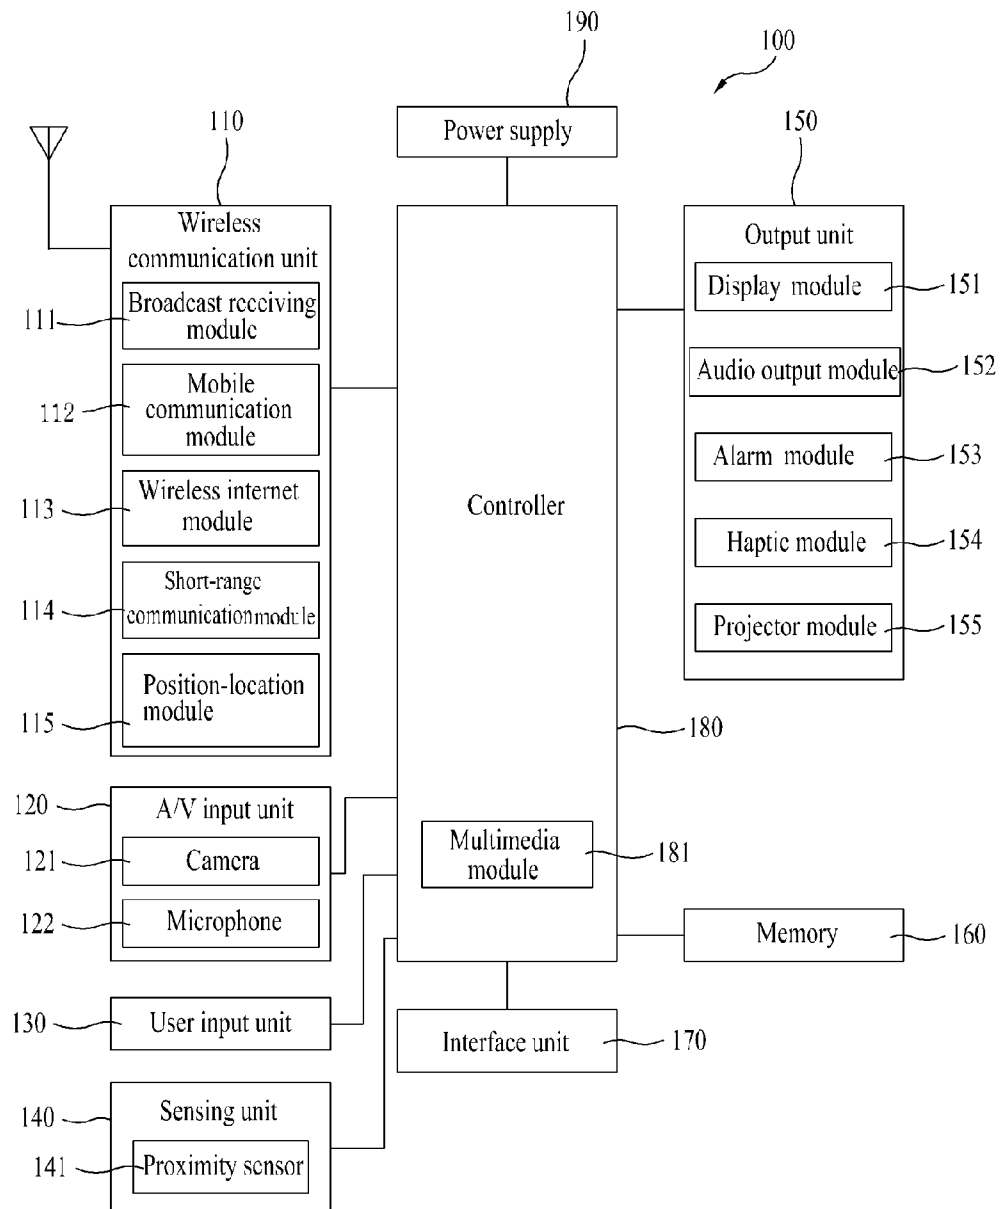 190
100
Power supply
110
Wireless
communication unit
111
Broadcast receiving
module
112
Mobile
communication
module
113
Wireless internet
module
114
Short-range
communication module
115
Position-location
module
120
A/V input unit
121
Camera
122
Microphone
130
User input unit
140
Sensing unit
141
Proximity sensor
Controller
180
Multimedia
module
181
Interface unit
170
150
Output unit
Display module
151
Audio output module
152
Alarm module
153
Haptic module
154
Projector module
155
Memory
160